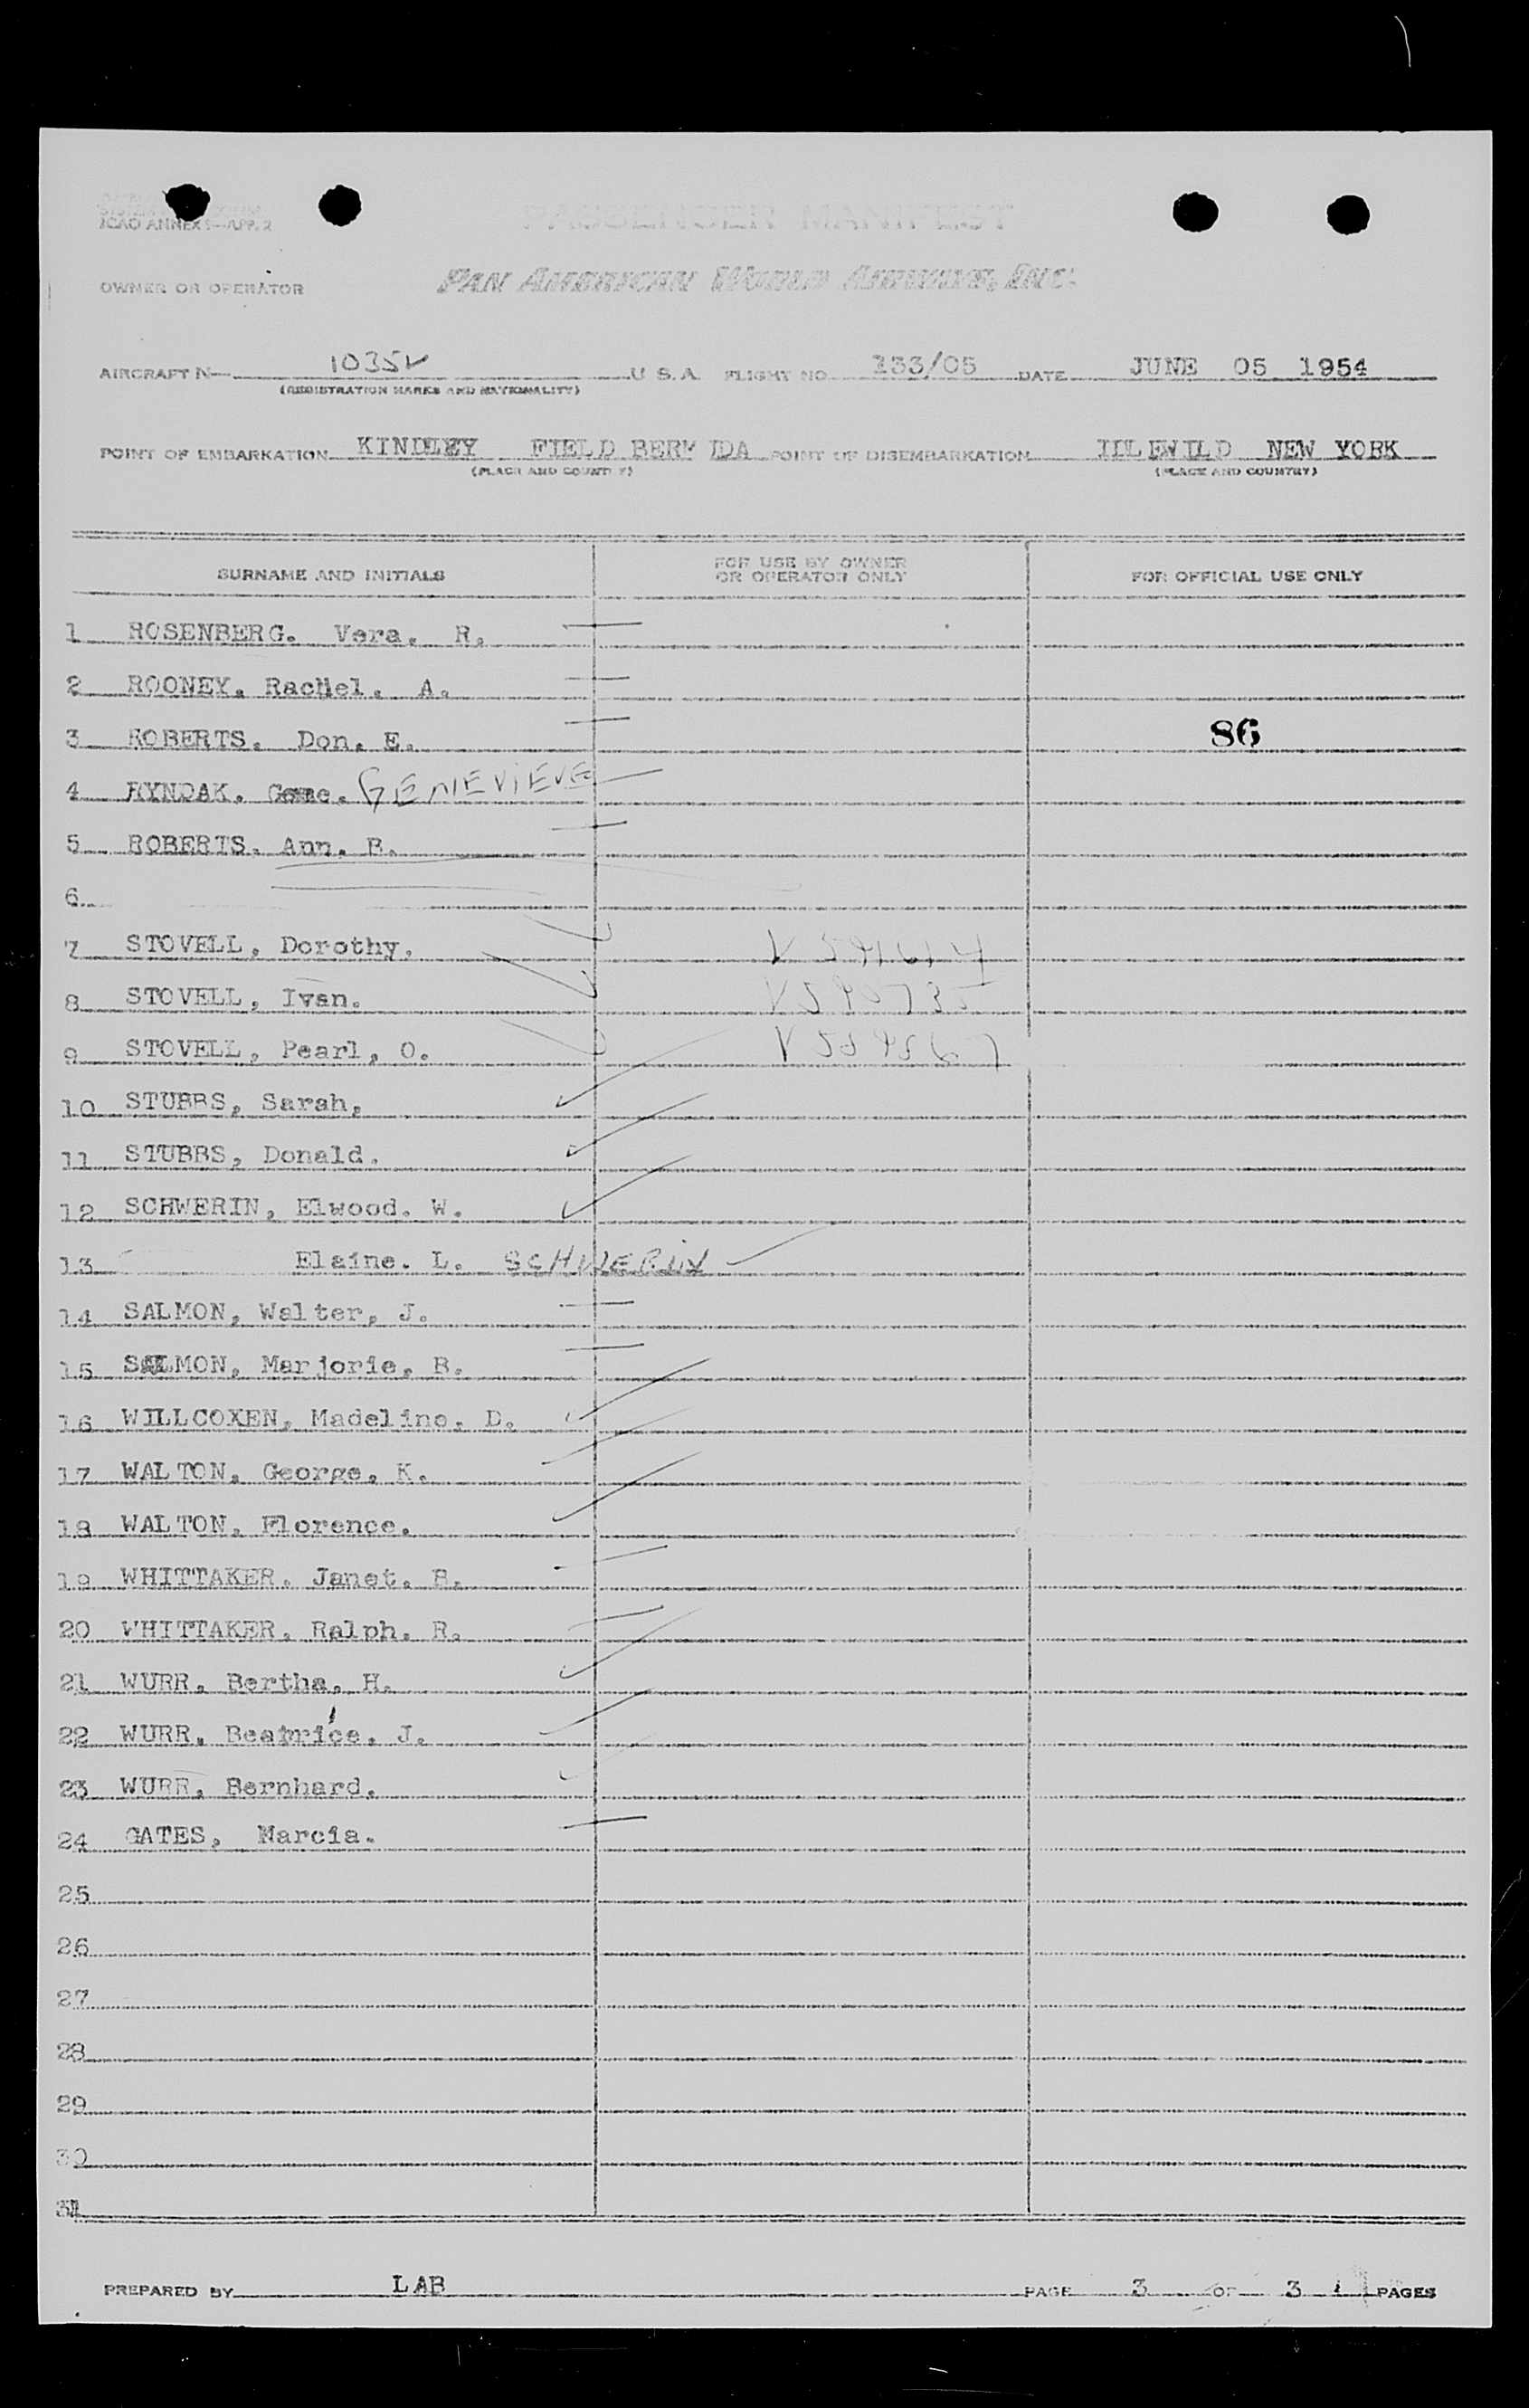 ICAO ANNEX 9—APP. 2
PASSENGER MANIFEST
OWNER OR OPERATOR PAN AMERICAN WORLD AIRWAYS, INC.
AIRCRAFT N— 1035V U.S.A. FLIGHT NO. 133/05 DATE JUNE 05 1954
(REGISTRATION MARKS AND NATIONALITY)
POINT OF EMBARKATION KINDLEY FIELD BERM DA POINT OF DISEMBARKATION IDLEWILD NEW YORK
(PLACE AND COUNTRY) (PLACE AND COUNTRY)
SURNAME AND INITIALS FOR USE BY OWNER OR OPERATOR ONLY FOR OFFICIAL USE ONLY
1 ROSENBERG. Vera. R.
2 ROONEY. Rachel. A.
3 ROBERTS. Don. E. 86
4 RYNDAK. GENEVIEVE
5 ROBERTS. Ann. B.
6
7 STOVELL, Dorothy.
8 STOVELL, Ivan.
9 STOVELL, Pearl, O.
10 STUBBS, Sarah,
11 STUBBS, Donald.
12 SCHWERIN, Elwood. W.
13 Elaine. L. SCHWERIN
14 SALMON, Walter, J.
15 SALMON, Marjorie, B.
16 WILLCOXEN, Madeline. D.
17 WALTON. George. K.
18 WALTON. Florence.
19 WHITTAKER. Janet. B.
20 WHITTAKER. Ralph. R.
21 WURR. Bertha. H.
22 WURR. Beatrice. J.
23 WURR. Bernhard.
24 GATES, Marcia.
25
26
27
28
29
30
31
PREPARED BY LAB PAGE 3 OF 3 PAGES